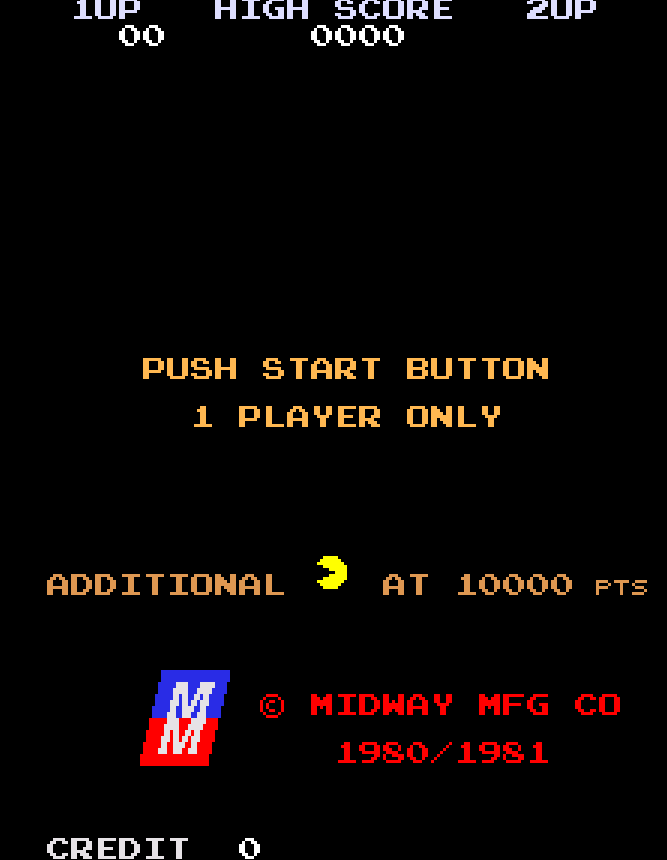 1UP HIGH SCORE 2UP
00 0000
PUSH START BUTTON
1 PLAYER ONLY
ADDITIONAL AT 10000 PTS
M
M
© MIDWAY MFG CO
1980/1981
CREDIT 0